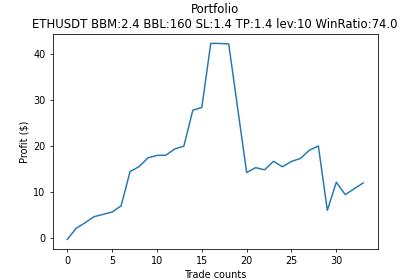 Portfolio
ETHUSDT BBM:2.4 BBL:160 SL:1.4 TP:1.4 lev:10 WinRatio:74.0
40
30
20
10
0
Profit ($)
0 5 10 15 20 25 30
Trade counts